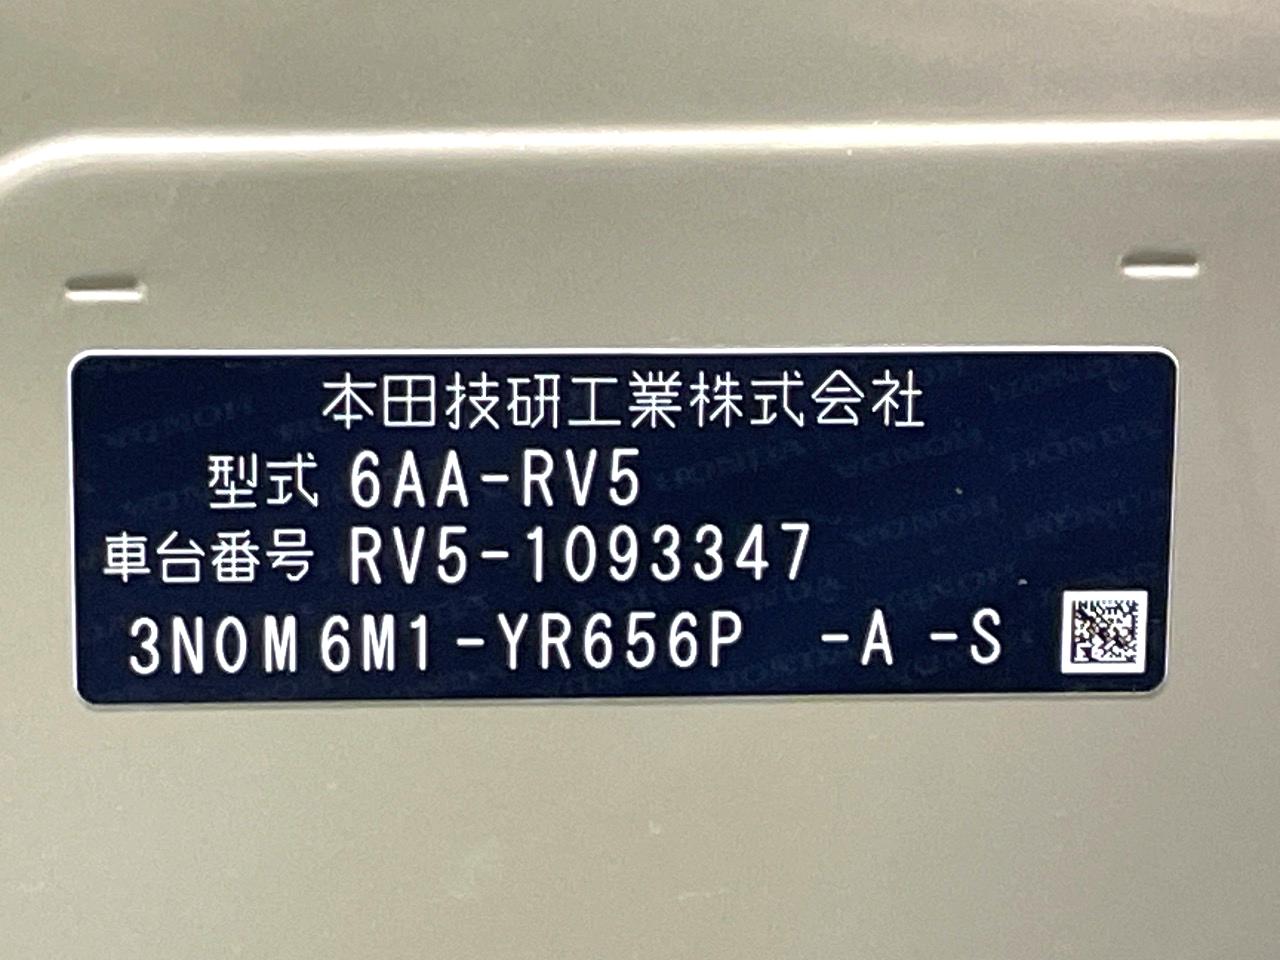 本田技研工業株式会社
型式 6AA-RV5
車台番号 RV5-1093347
3N0M6M1-YR656P -A -S